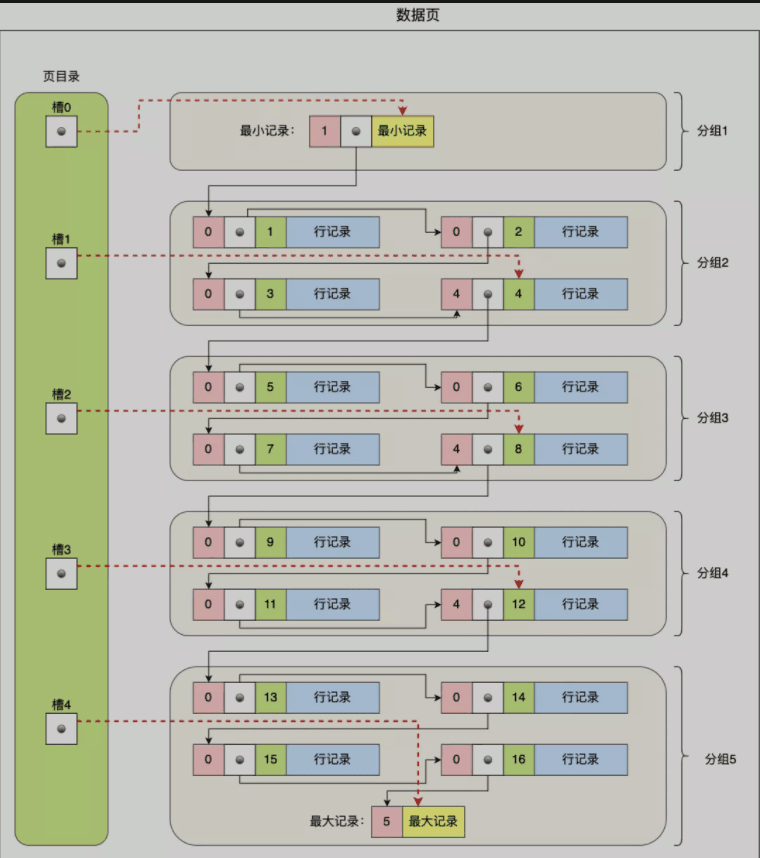 数据页
页目录
槽0
最小记录： 1 最小记录
分组1
槽1
0 1 行记录 0 2 行记录
分组2
0 3 行记录 4 4 行记录
槽2
0 5 行记录 0 6 行记录
分组3
0 7 行记录 4 8 行记录
槽3
0 9 行记录 0 10 行记录
分组4
0 11 行记录 4 12 行记录
槽4
0 13 行记录 0 14 行记录
0 15 行记录 0 16 行记录
分组5
最大记录： 5 最大记录